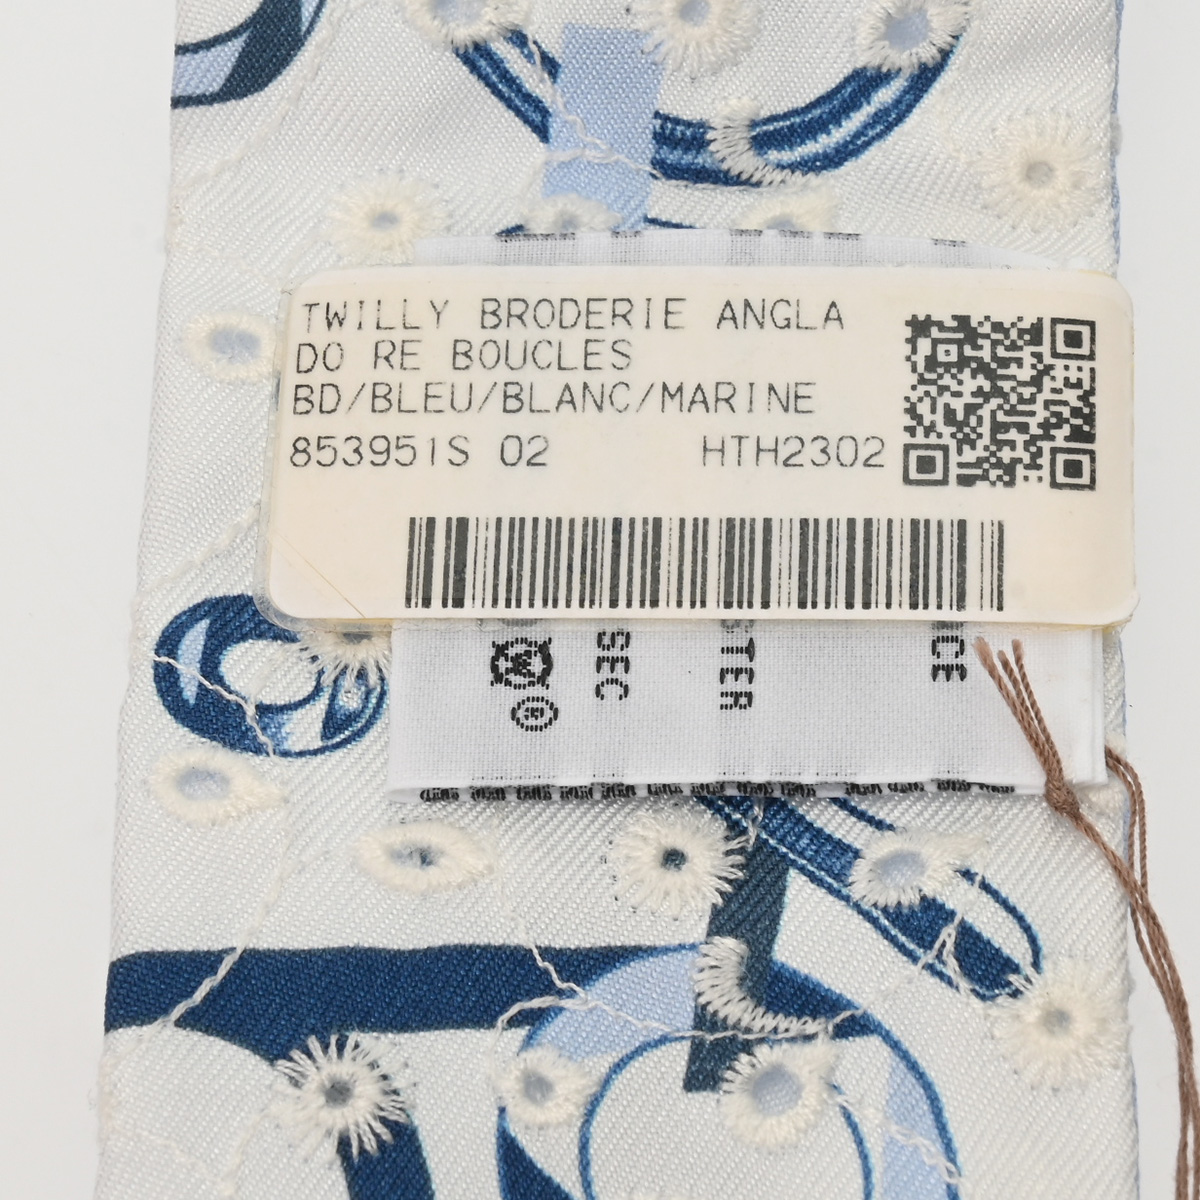 TWILLY BRODERIE ANGLA
DO RE BOUCLES
BD/BLEU/BLANC/MARINE
853951S 02 HTH2302
SEC